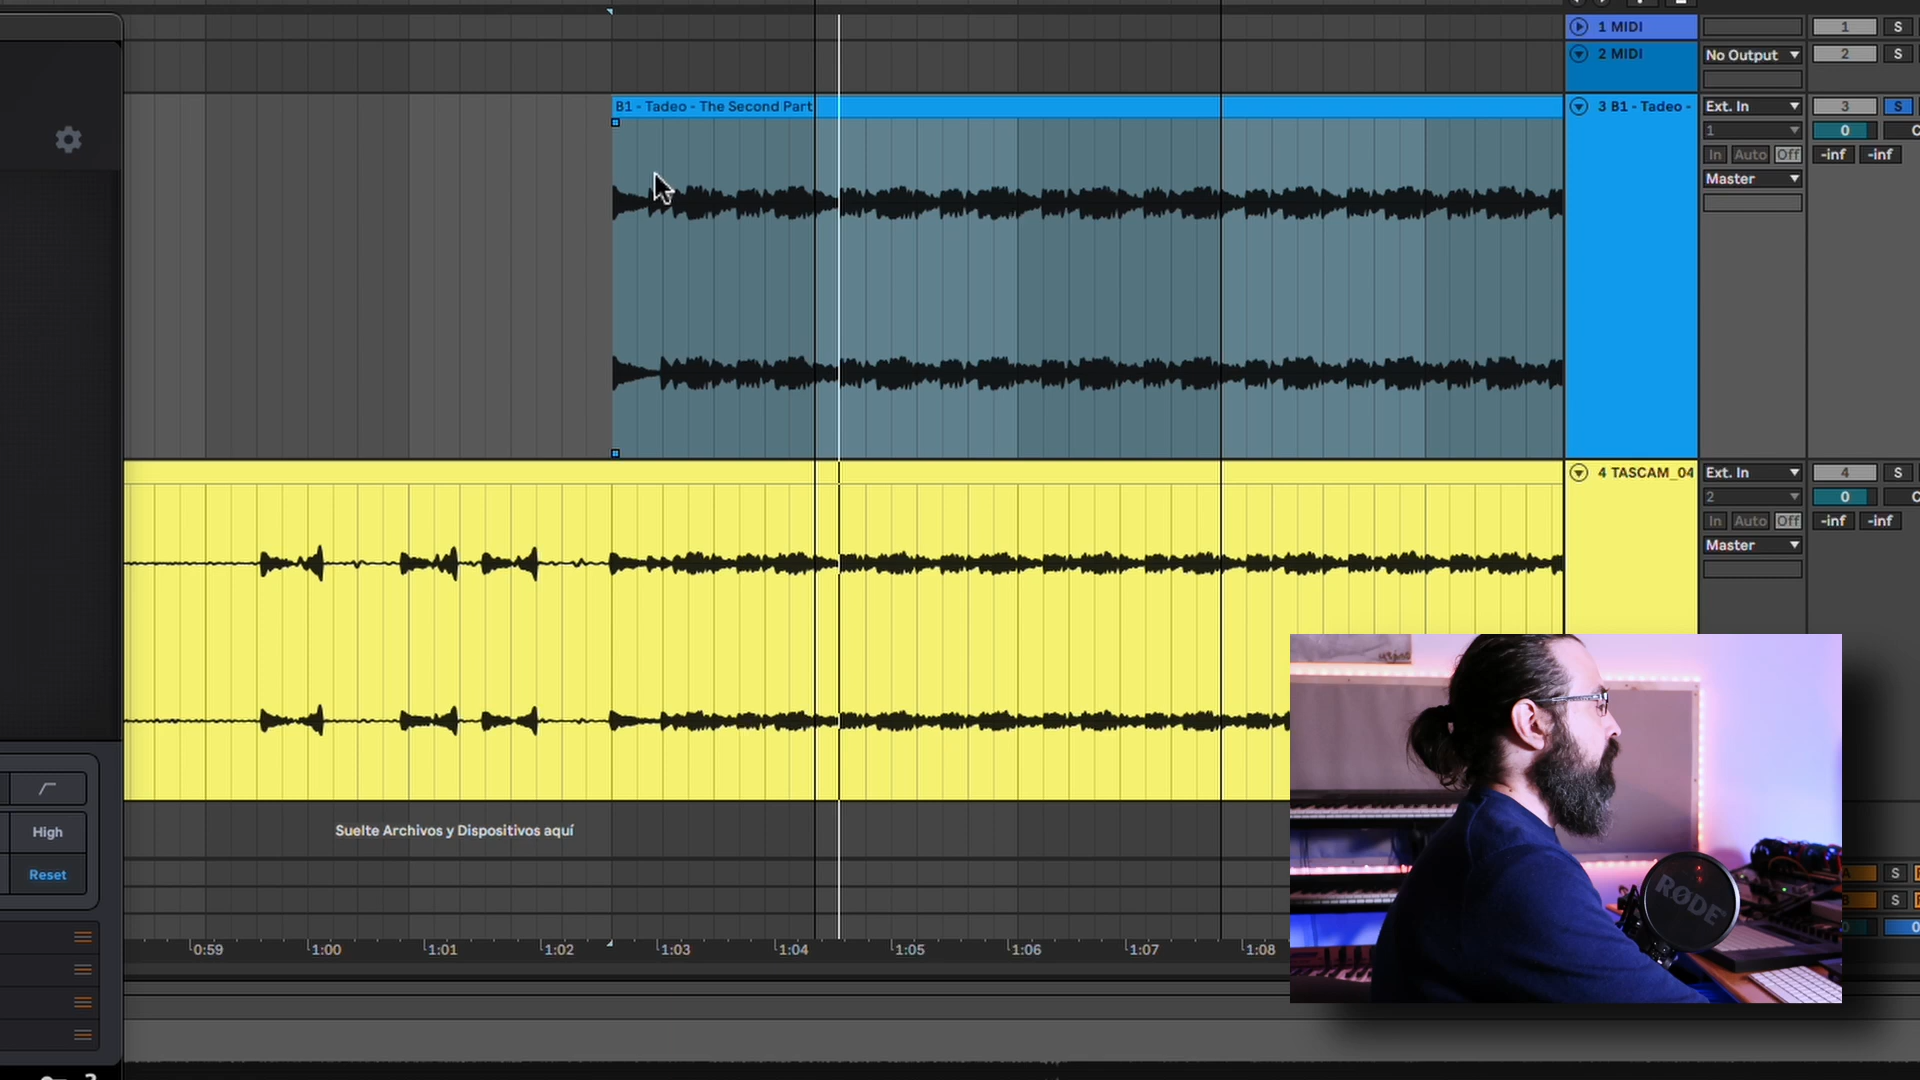 1 MIDI
1
S
2 MIDI
No Output
2
S
B1 - Tadeo - The Second Part
3 B1 - Tadeo -
Ext. In
3
S
1
0
C
In
Auto
Off
-inf
-inf
Master
4 TASCAM_04
Ext. In
4
S
2
0
C
In
Auto
Off
-inf
-inf
Master
High
Suelte Archivos y Dispositivos aquí
Reset
S
S
RØDE
0:59
1:00
1:01
1:02
1:03
1:04
1:05
1:06
1:07
1:08